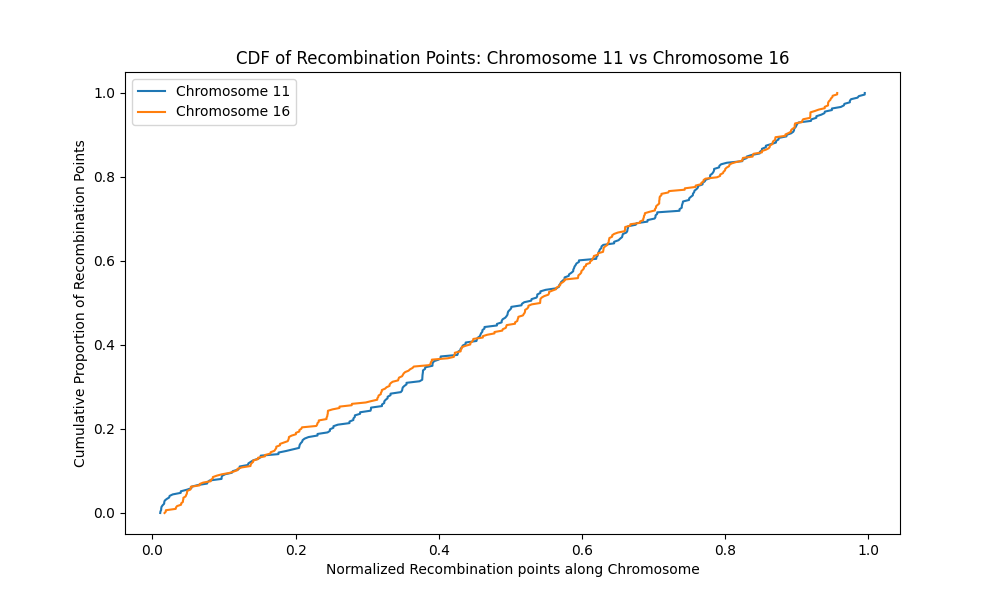 CDF of Recombination Points: Chromosome 11 vs Chromosome 16
Chromosome 11
Chromosome 16
Cumulative Proportion of Recombination Points
1.0
0.8
0.6
0.4
0.2
0.0
0.0 0.2 0.4 0.6 0.8 1.0
Normalized Recombination points along Chromosome